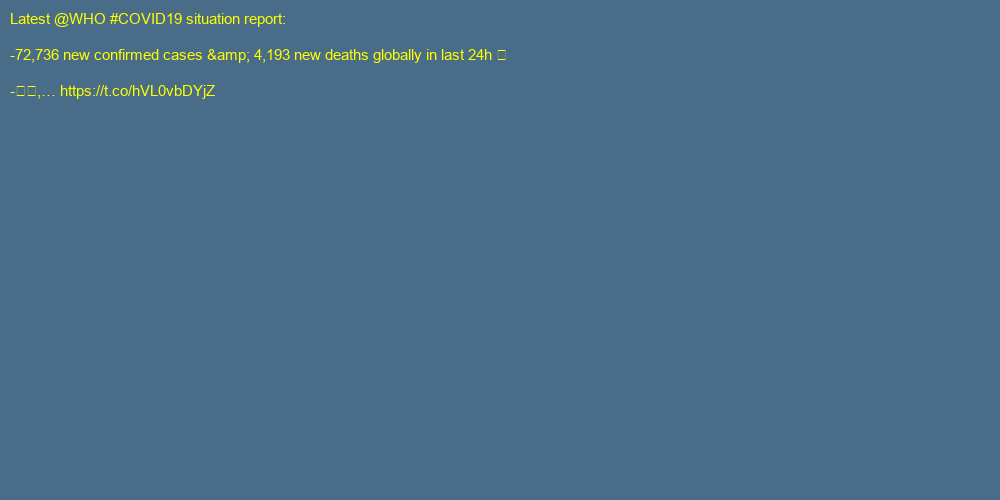 Latest @WHO #COVID19 situation report:
-72,736 new confirmed cases &amp; 4,193 new deaths globally in last 24h
-,… https://t.co/hVL0vbDYjZ